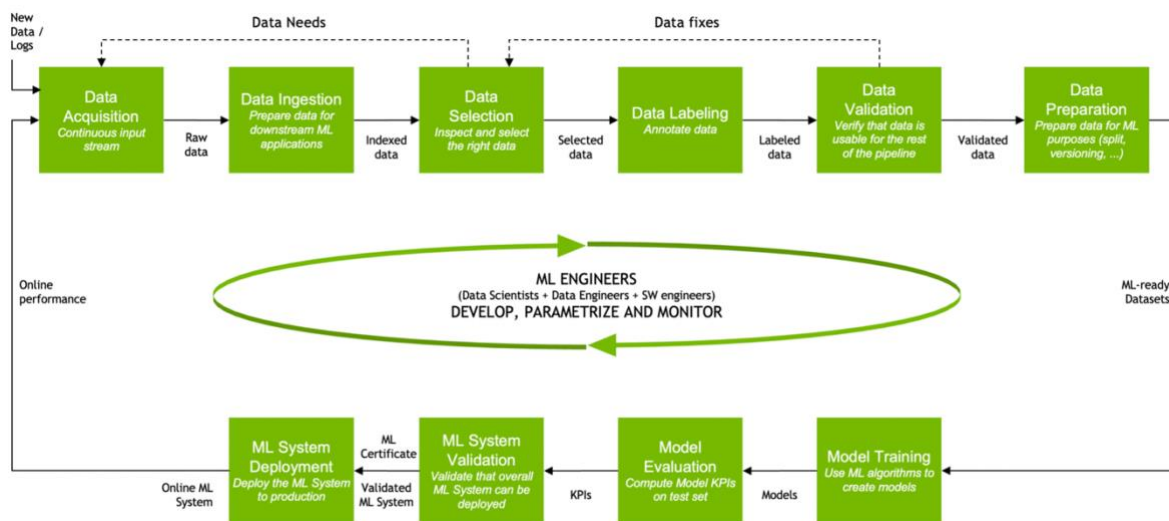 New
Data /
Logs
Data Needs
Data fixes
Data
Acquisition
Continuous input
stream
Raw
data
Data Ingestion
Prepare data for
downstream ML
applications
Indexed
data
Data
Selection
Inspect and select
the right data
Selected
data
Data Labeling
Annotate data
Labeled
data
Data
Validation
Verify that data is
usable for the rest
of the pipeline
Validated
data
Data
Preparation
Prepare data for ML
purposes (split,
versioning, ...)
Online
performance
ML ENGINEERS
(Data Scientists + Data Engineers + SW engineers)
DEVELOP, PARAMETRIZE AND MONITOR
ML-ready
Datasets
Online ML
System
ML System
Deployment
Deploy the ML System
to production
ML
Certificate
Validated
ML System
ML System
Validation
Validate that overall
ML System can be
deployed
KPIs
Model
Evaluation
Compute Model KPIs
on test set
Models
Model Training
Use ML algorithms to
create models